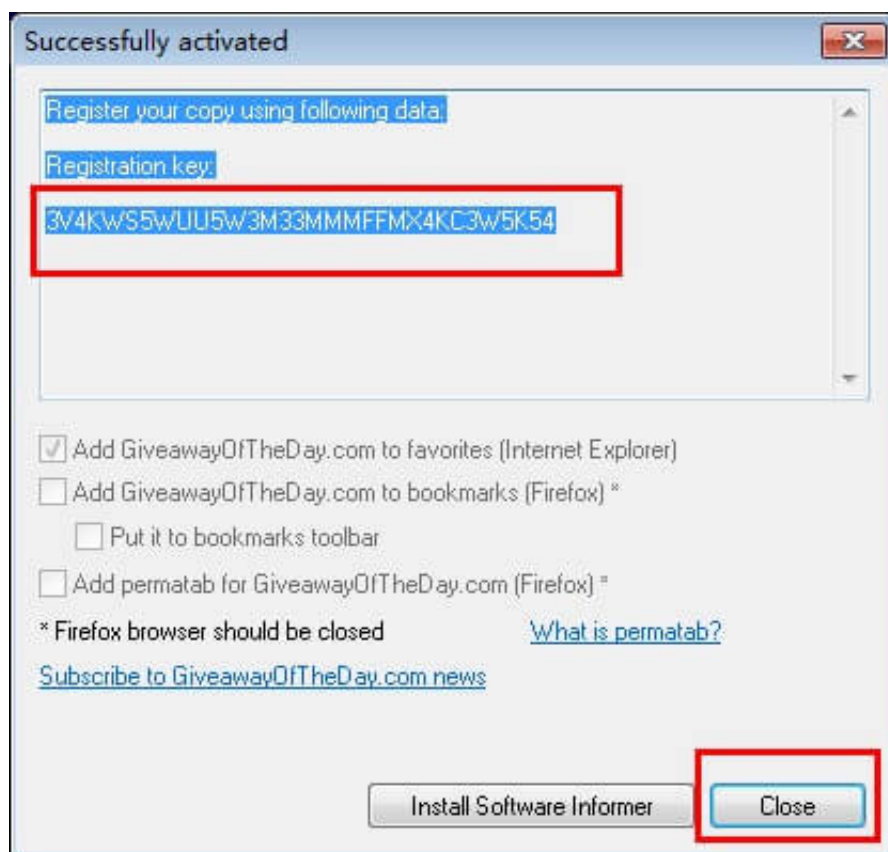 Successfully activated
Register your copy using following data:
Registration key:
3V4KWS5WUU5W3M33MMMFFMX4KC3W5K54
Add GiveawayOfTheDay.com to favorites (Internet Explorer)
Add GiveawayOfTheDay.com to bookmarks (Firefox) *
Put it to bookmarks toolbar
Add permatab for GiveawayOfTheDay.com (Firefox) *
* Firefox browser should be closed What is permatab?
Subscribe to GiveawayOfTheDay.com news
Install Software Informer Close